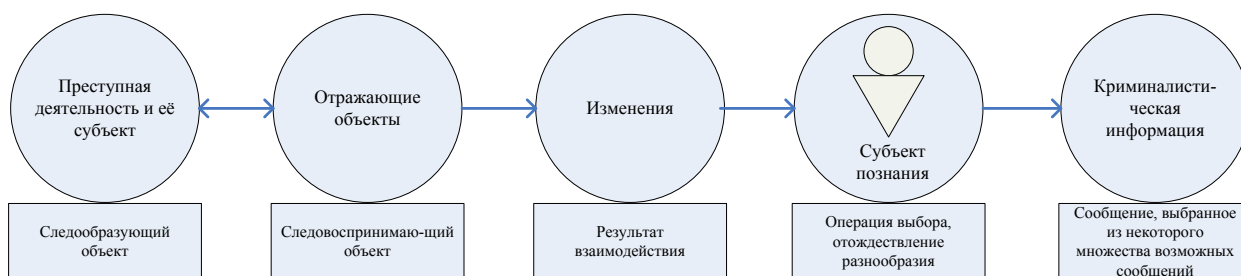 Преступная
деятельность и её
субъект
Отражающие
объекты
Изменения
Субъект
познания
Криминалисти-
ческая
информация
Следообразующий
объект
Следовоспринимаю-щий
объект
Результат
взаимодействия
Операция выбора,
отождествление
разнообразия
Сообщение, выбранное
из некоторого
множества возможных
сообщений